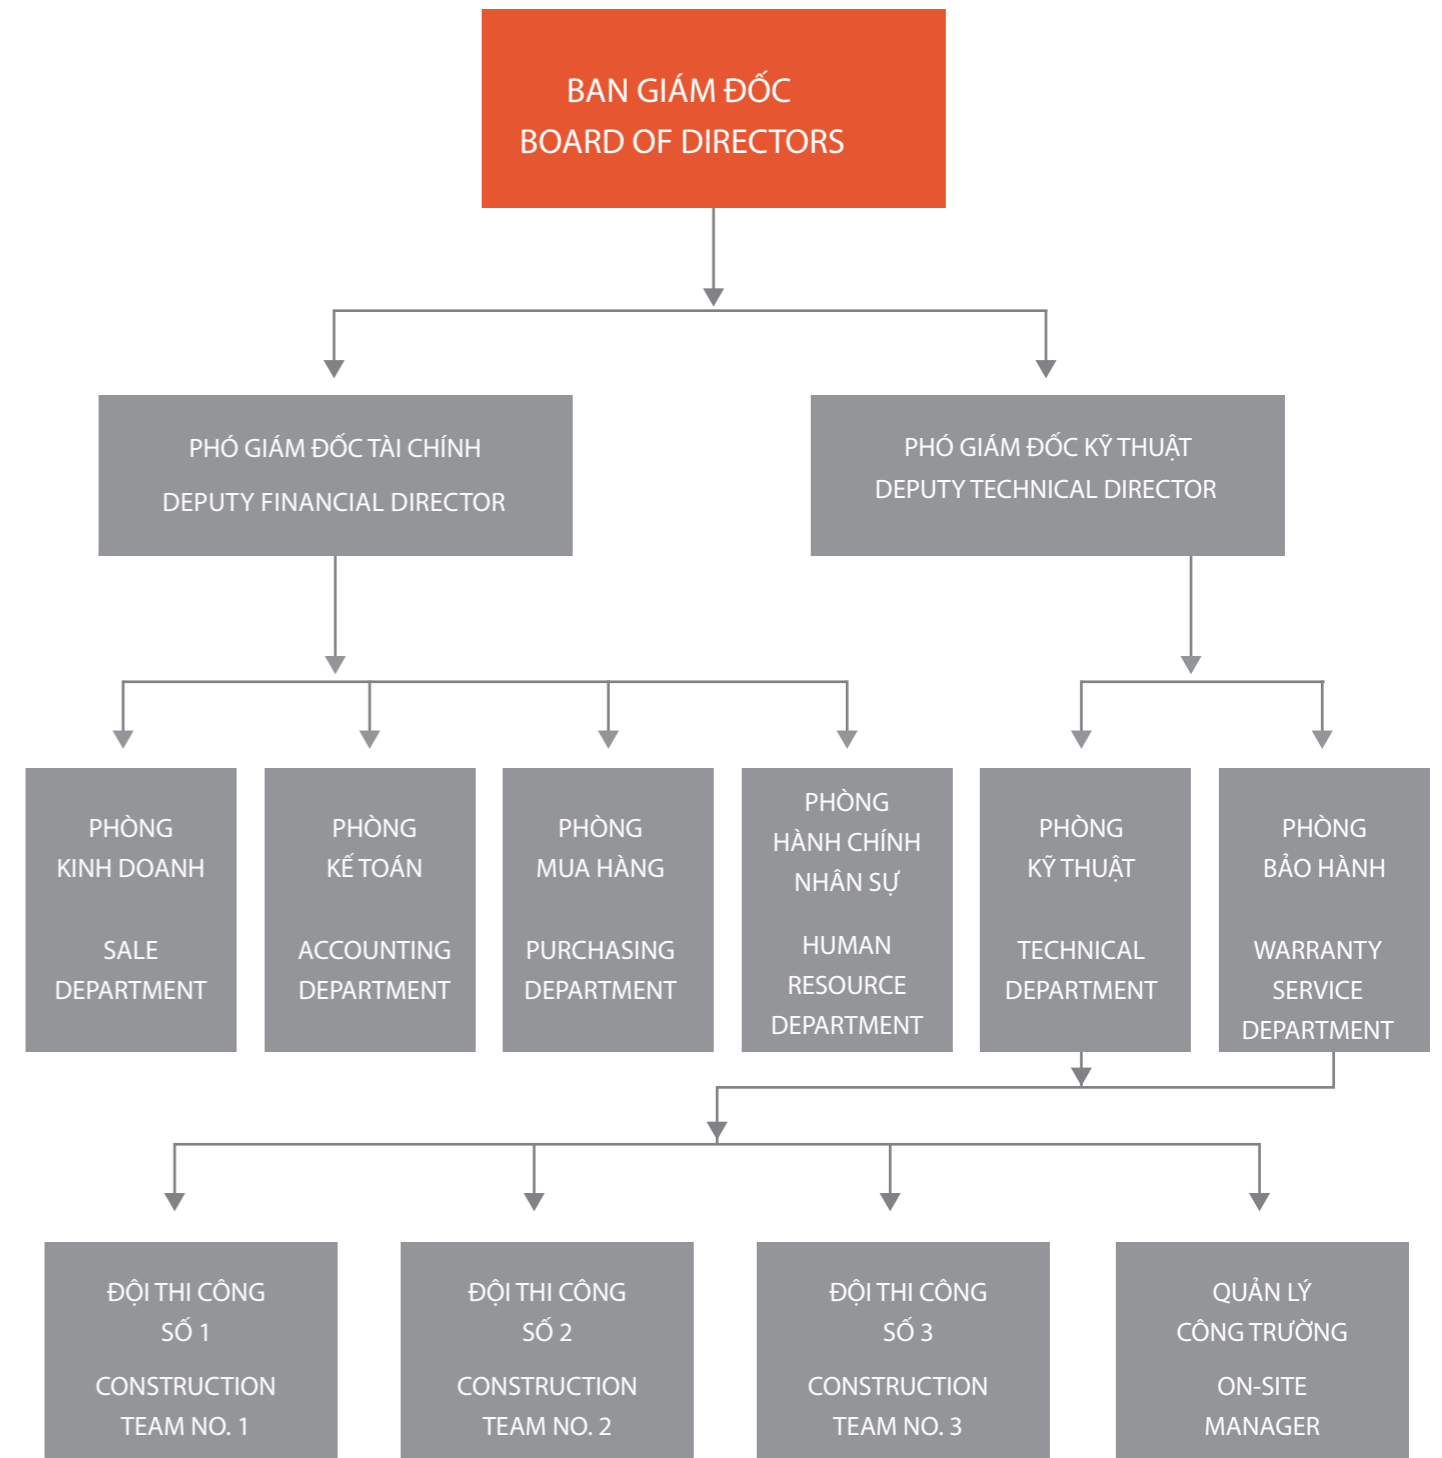 BAN GIÁM ĐỐC
BOARD OF DIRECTORS
PHÓ GIÁM ĐỐC TÀI CHÍNH
DEPUTY FINANCIAL DIRECTOR
PHÓ GIÁM ĐỐC KỸ THUẬT
DEPUTY TECHNICAL DIRECTOR
PHÒNG
KINH DOANH
SALE
DEPARTMENT
PHÒNG
KẾ TOÁN
ACCOUNTING
DEPARTMENT
PHÒNG
MUA HÀNG
PURCHASING
DEPARTMENT
PHÒNG
HÀNH CHÍNH
NHÂN SỰ
HUMAN
RESOURCE
DEPARTMENT
PHÒNG
KỸ THUẬT
TECHNICAL
DEPARTMENT
PHÒNG
BẢO HÀNH
WARRANTY
SERVICE
DEPARTMENT
ĐỘI THI CÔNG
SỐ 1
CONSTRUCTION
TEAM NO. 1
ĐỘI THI CÔNG
SỐ 2
CONSTRUCTION
TEAM NO. 2
ĐỘI THI CÔNG
SỐ 3
CONSTRUCTION
TEAM NO. 3
QUẢN LÝ
CÔNG TRƯỜNG
ON-SITE
MANAGER